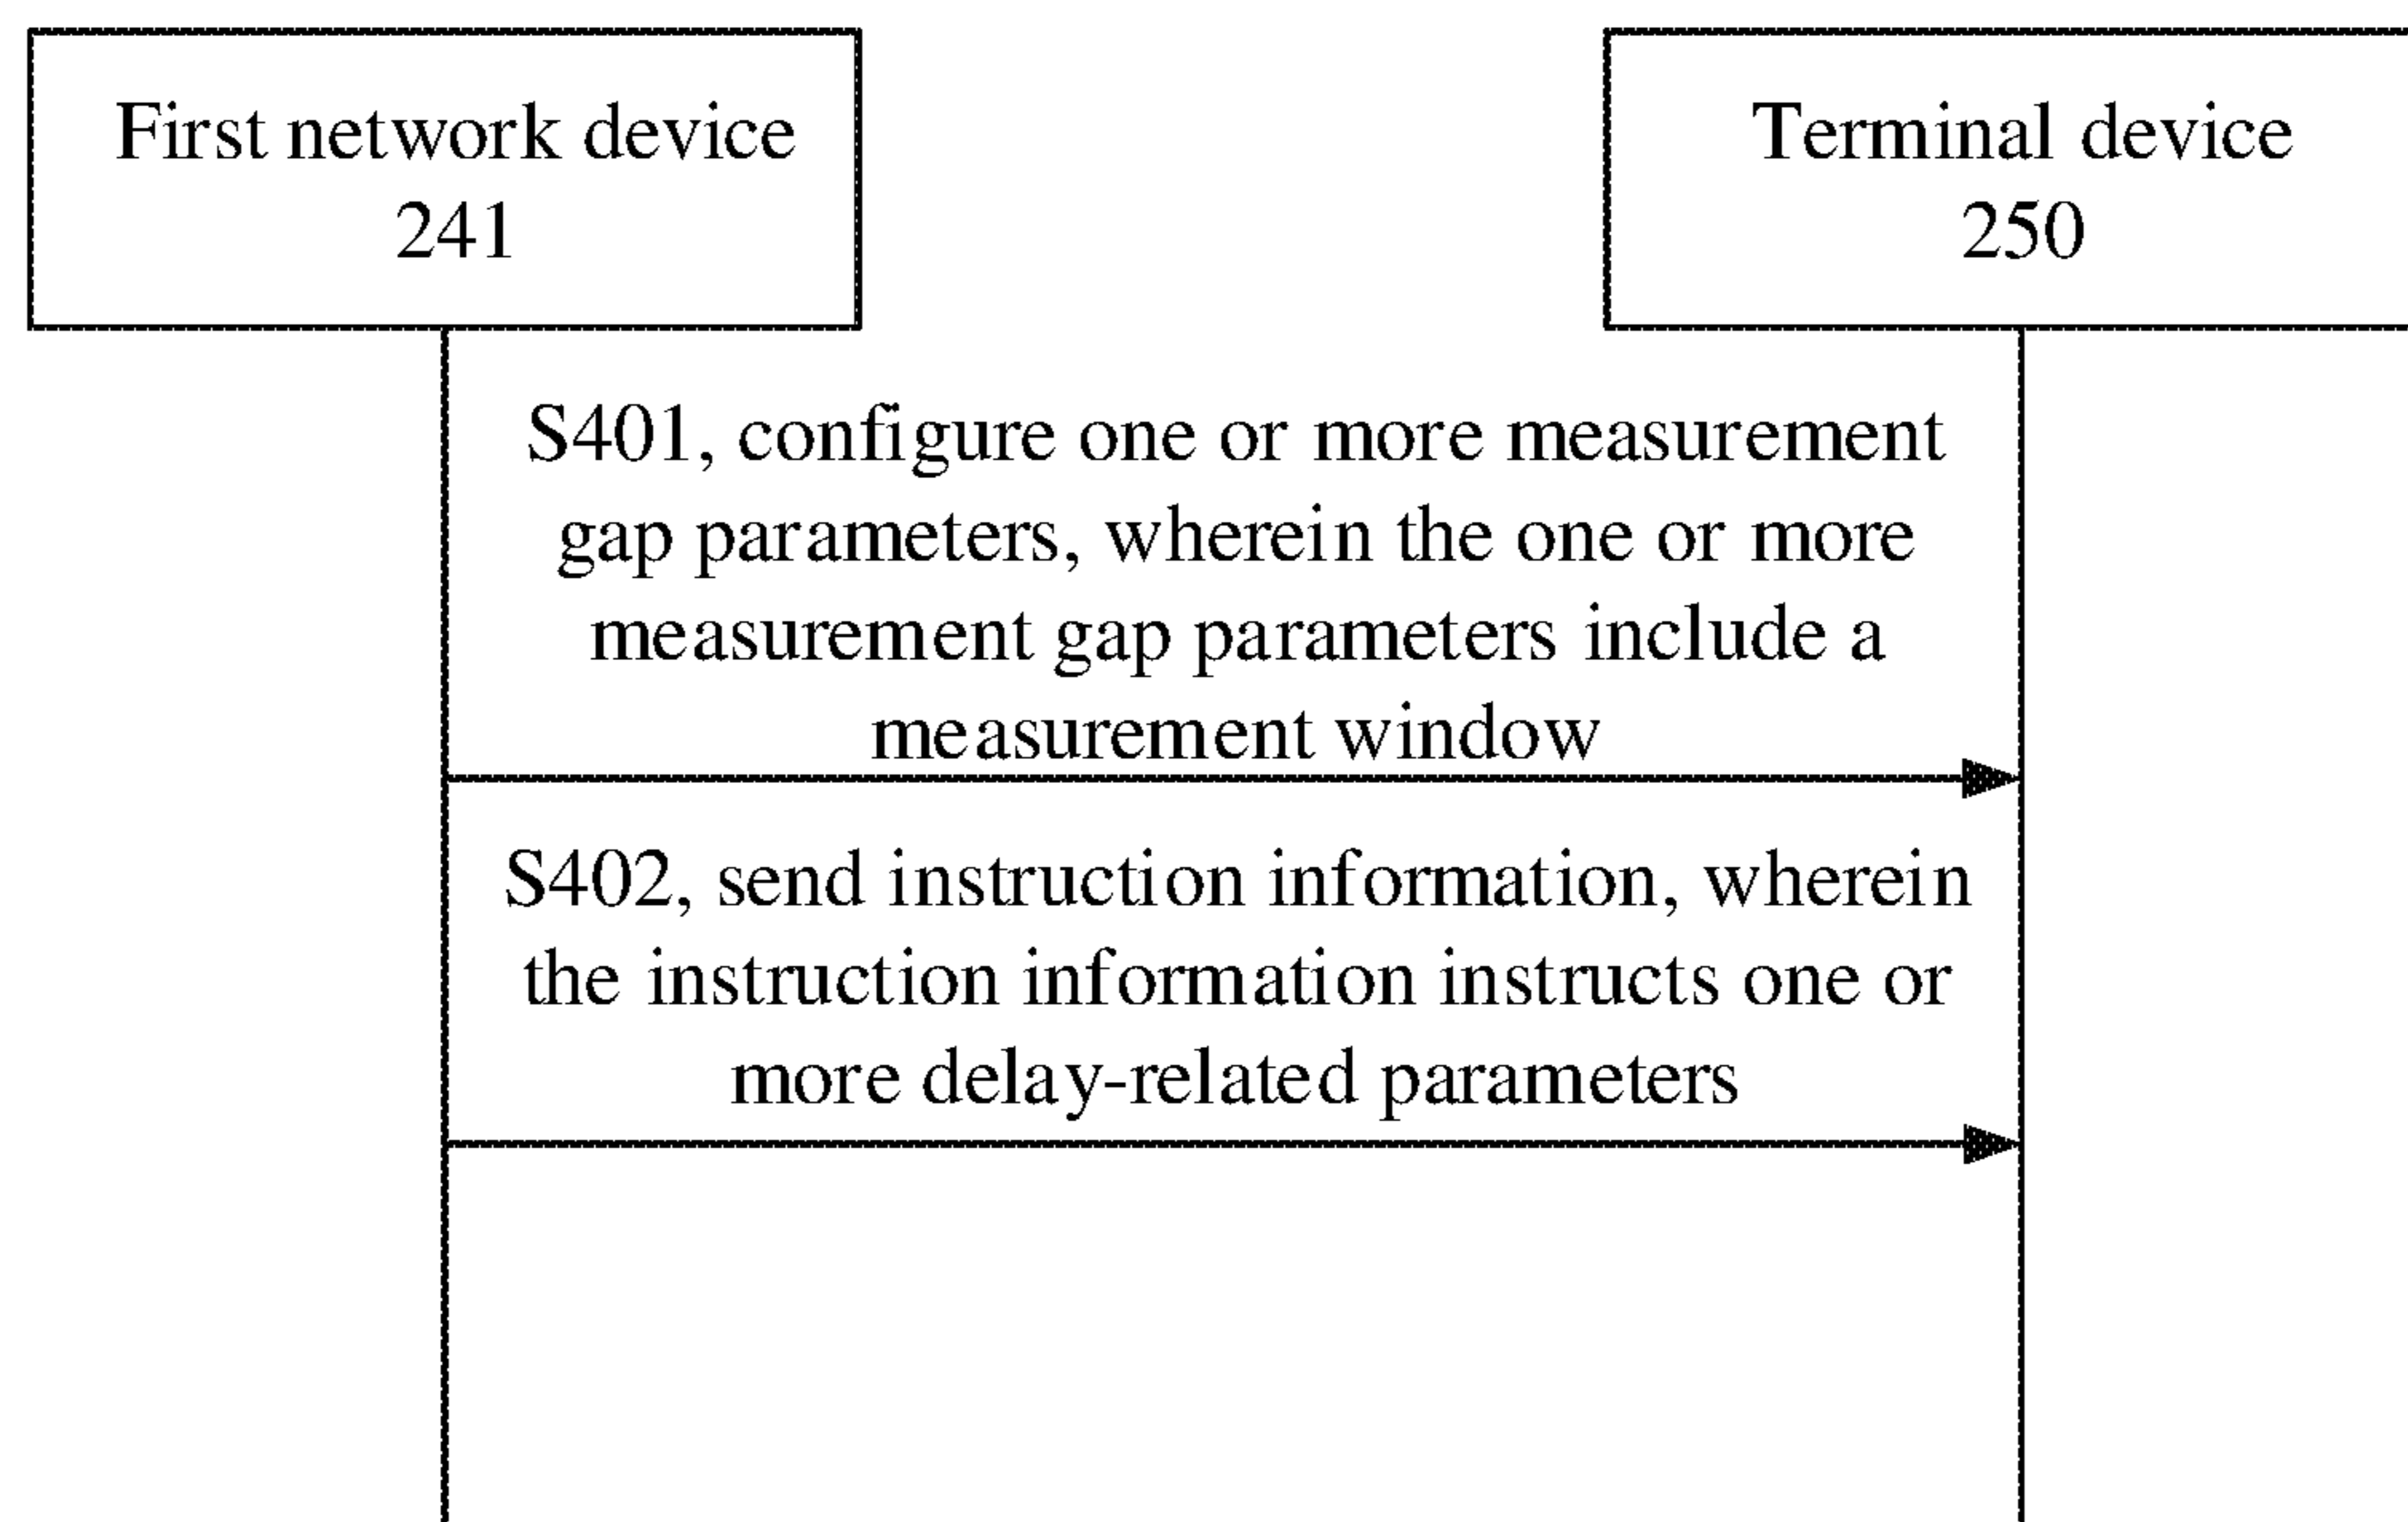 First network device
241
Terminal device
250
S401, configure one or more measurement
gap parameters, wherein the one or more
measurement gap parameters include a
measurement window
S402, send instruction information, wherein
the instruction information instructs one or
more delay-related parameters